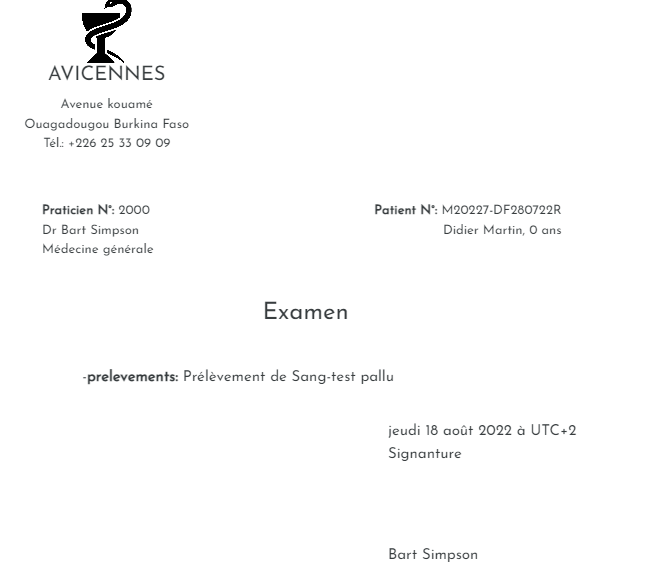 AVICENNES
Avenue kouamé
Ouagadougou Burkina Faso
Tél.: +226 25 33 09 09
Praticien N°: 2000
Dr Bart Simpson
Médecine générale
Patient N°: M20227-DF280722R
Didier Martin, 0 ans
Examen
-prelevements: Prélèvement de Sang-test pallu
jeudi 18 août 2022 à UTC+2
Signanture
Bart Simpson